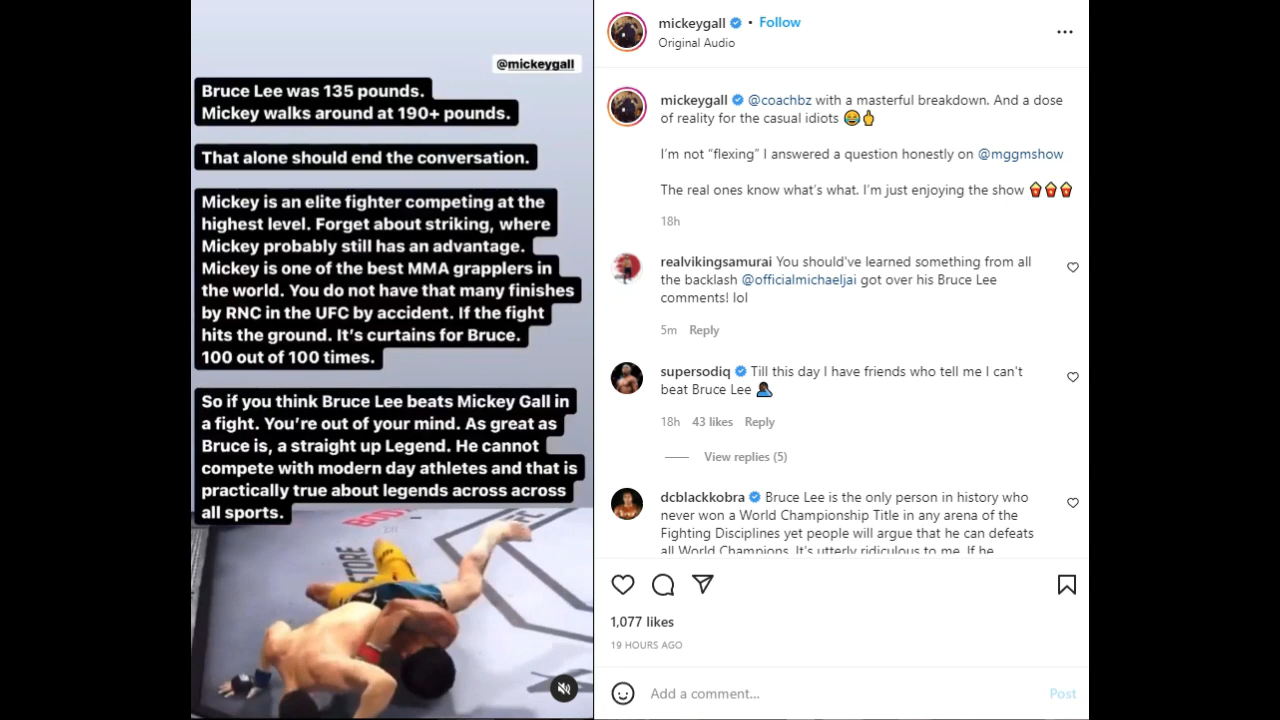 @mickeygall
Bruce Lee was 135 pounds.
Mickey walks around at 190+ pounds.
That alone should end the conversation.
Mickey is an elite fighter competing at the
highest level. Forget about striking, where
Mickey probably still has an advantage.
Mickey is one of the best MMA grapplers in
the world. You do not have that many finishes
by RNC in the UFC by accident. If the fight
hits the ground. It's curtains for Bruce.
100 out of 100 times.
So if you think Bruce Lee beats Mickey Gall in
a fight. You're out of your mind. As great as
Bruce is, a straight up Legend. He cannot
compete with modern day athletes and that is
practically true about legends across across
all sports.
STORE
mickeygall • Follow
Original Audio
mickeygall @coachbz with a masterful breakdown. And a dose
of reality for the casual idiots 😂🖕
I'm not "flexing" I answered a question honestly on @mggmshow
The real ones know what's what. I'm just enjoying the show 🍿🍿🍿
18h
realvikingsamurai You should've learned something from all
the backlash @officialmichaeljai got over his Bruce Lee
comments! lol
5m Reply
supersodiq Till this day I have friends who tell me I can't
beat Bruce Lee 🤦🏿‍♂️
18h 43 likes Reply
View replies (5)
dcblackkobra Bruce Lee is the only person in history who
never won a World Championship Title in any arena of the
Fighting Disciplines yet people will argue that he can defeats
all World Champions. It's utterly ridiculous to me. If he
1,077 likes
19 HOURS AGO
Add a comment...
Post